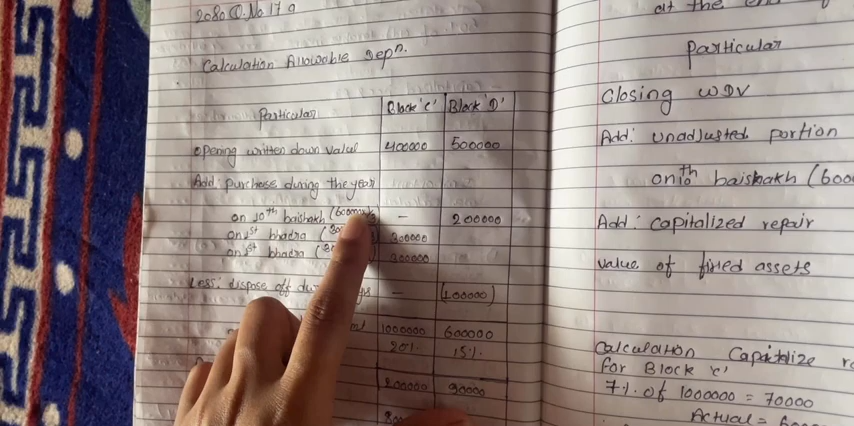 2080 Q.No 17 a
Calculation Allowable Depn.
Particular Block 'C' Block 'D'
Opening written down value 400000 500000
Add: Purchase during the year
on 10th baishakh - 200000
on 1st bhadra 300000
on 1st bhadra 300000
Less: dispose off - (100000)
1000000 600000
20% 15%
200000 90000
at the
Particular
Closing WDV
Add: Unadjusted portion
on 10th baishakh (600
Add: capitalized repair
value of fixed assets
Calculation
for Block 'C'
7% of 1000000 = 70000
Actual =